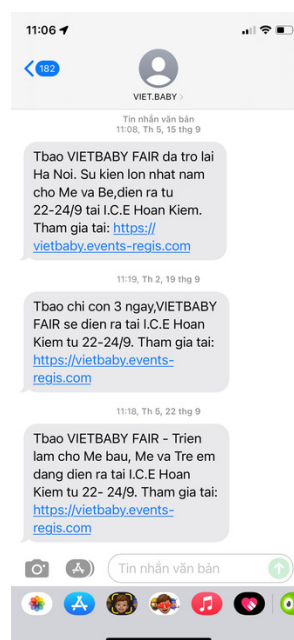 11:06
182
VIET.BABY
Tin nhắn văn bản
11:08, Th 5, 15 thg 9
Tbao VIETBABY FAIR da tro lai
Ha Noi. Su kien lon nhat nam
cho Me va Be,dien ra tu
22-24/9 tai I.C.E Hoan Kiem.
Tham gia tai: https://
vietbaby.events-regis.com
11:19, Th 2, 19 thg 9
Tbao chi con 3 ngay,VIETBABY
FAIR se dien ra tai I.C.E Hoan
Kiem tu 22-24/9. Tham gia tai:
https://vietbaby.events-
regis.com
11:18, Th 5, 22 thg 9
Tbao VIETBABY FAIR - Trien
lam cho Me bau, Me va Tre em
dang dien ra tai I.C.E Hoan
Kiem tu 22- 24/9. Tham gia tai:
https://vietbaby.events-
regis.com
Tin nhắn văn bản